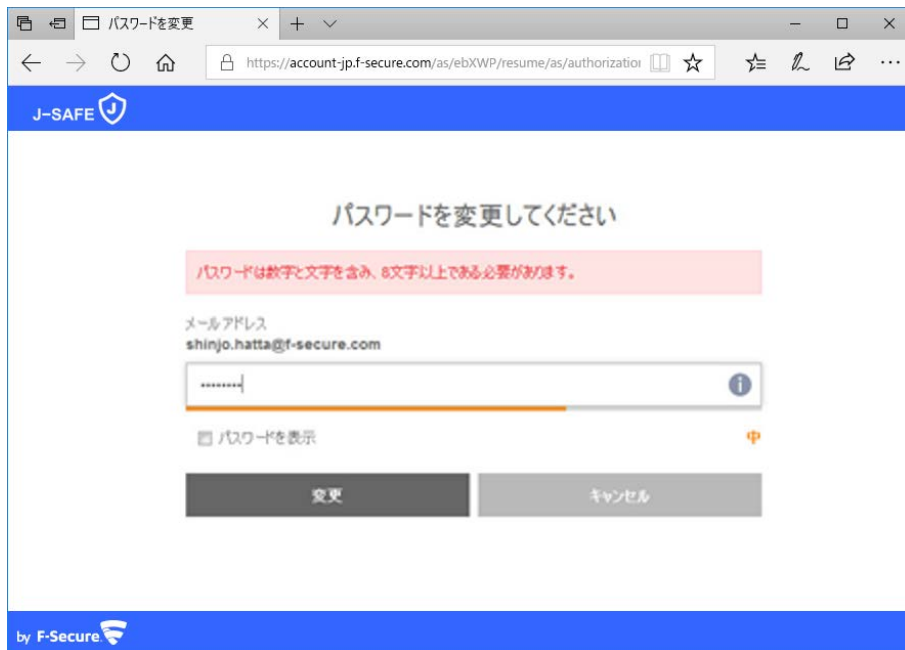 パスワードを変更
https://account-jp.f-secure.com/as/ebXWP/resume/as/authorization
J-SAFE J
パスワードを変更してください
パスワードは数字と文字を含み、8文字以上である必要があります。
メールアドレス
shinjo.hatta@f-secure.com
••••••••
パスワードを表示
中
変更
キャンセル
by F-Secure.